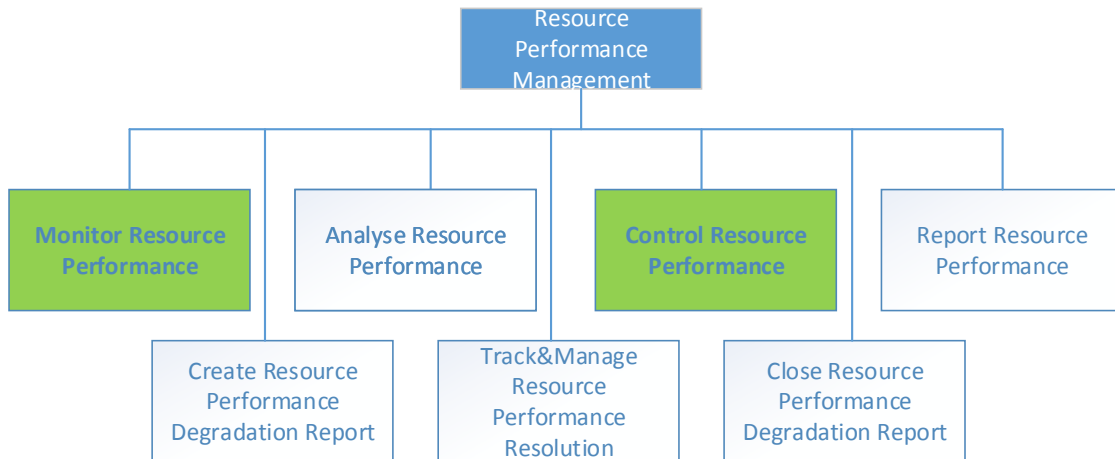 Resource
Performance
Management
Monitor Resource
Performance
Analyse Resource
Performance
Control Resource
Performance
Report Resource
Performance
Create Resource
Performance
Degradation Report
Track&Manage
Resource
Performance
Resolution
Close Resource
Performance
Degradation Report